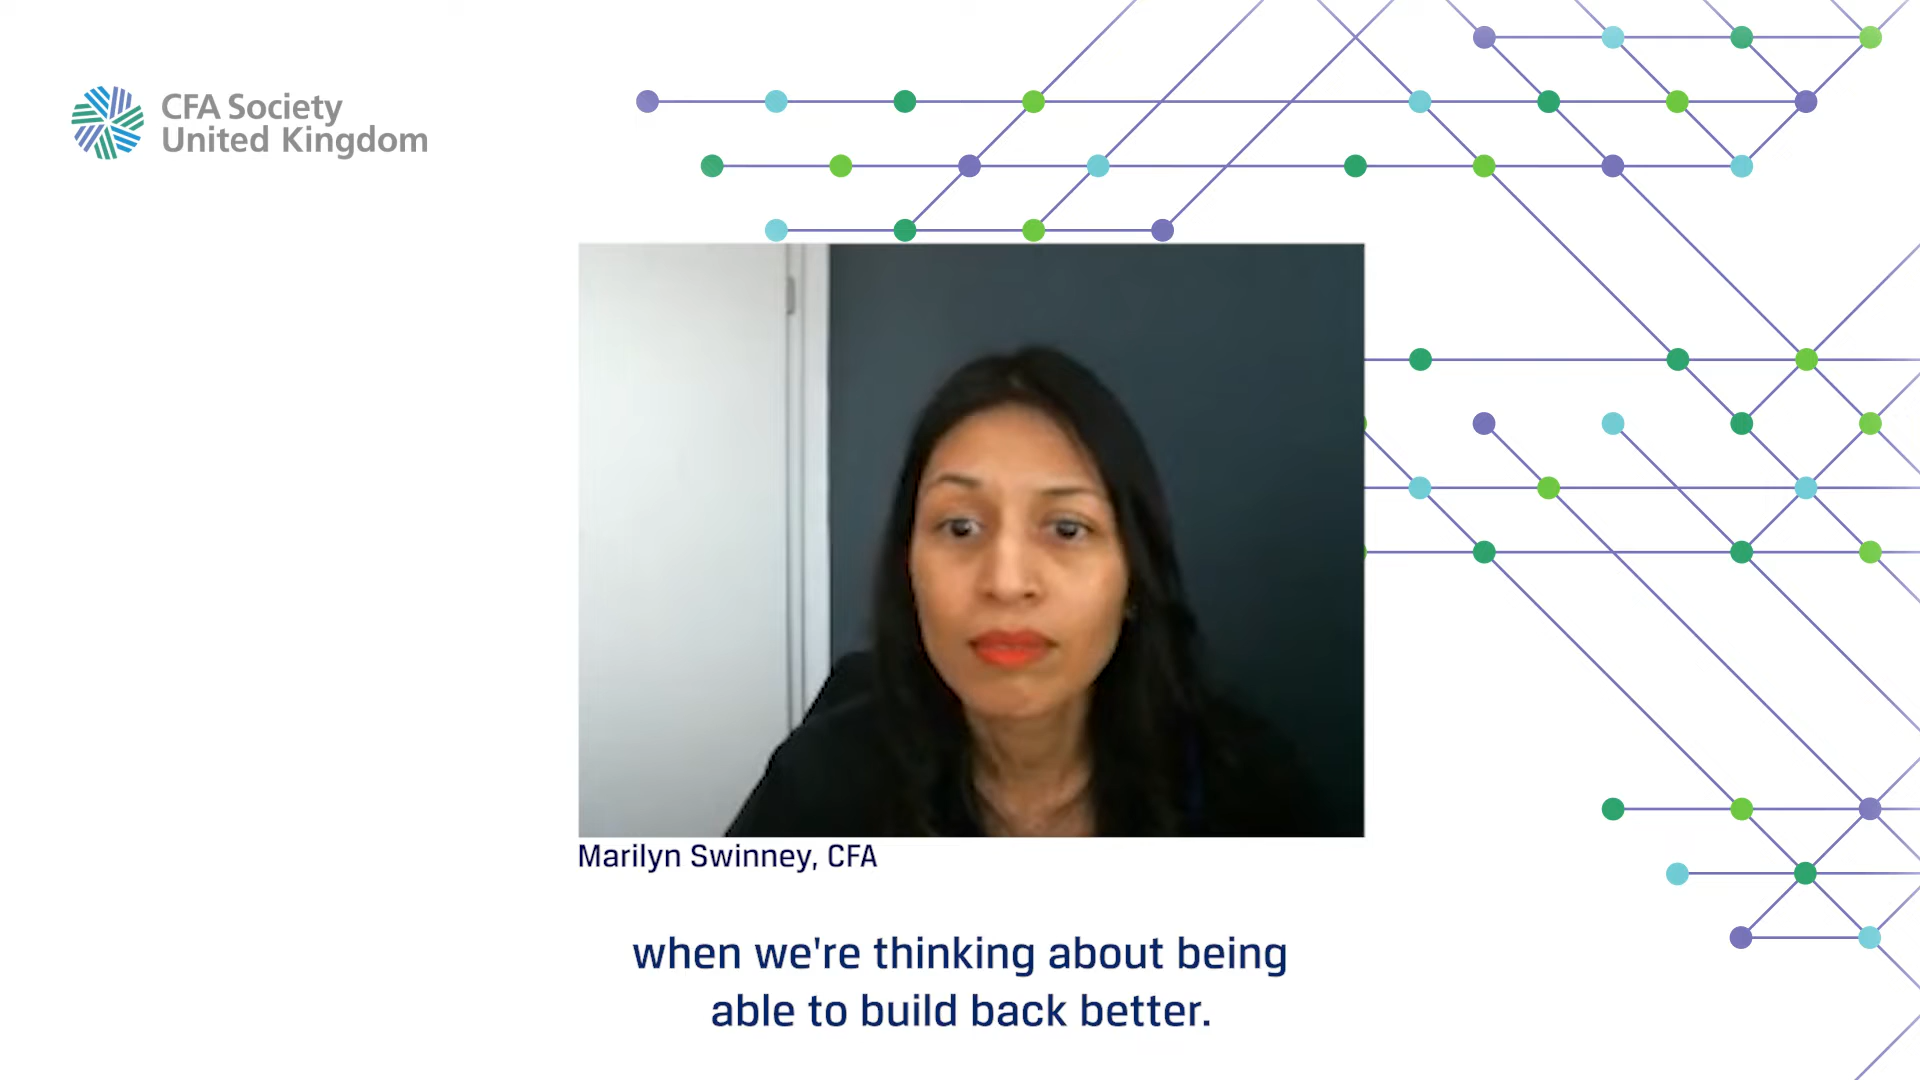 CFA Society
United Kingdom
Marilyn Swinney, CFA
when we're thinking about being
able to build back better.